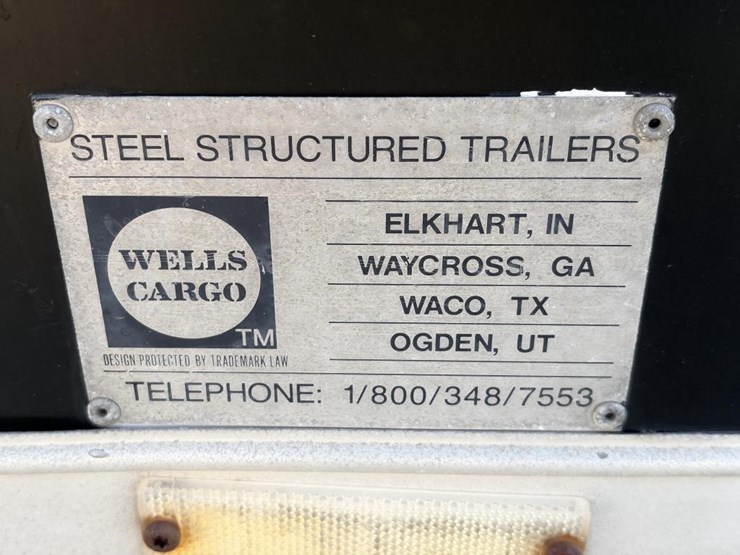 STEEL STRUCTURED TRAILERS
WELLS
CARGO
TM
DESIGN PROTECTED BY TRADEMARK LAW
ELKHART, IN
WAYCROSS, GA
WACO, TX
OGDEN, UT
TELEPHONE: 1/800/348/7553